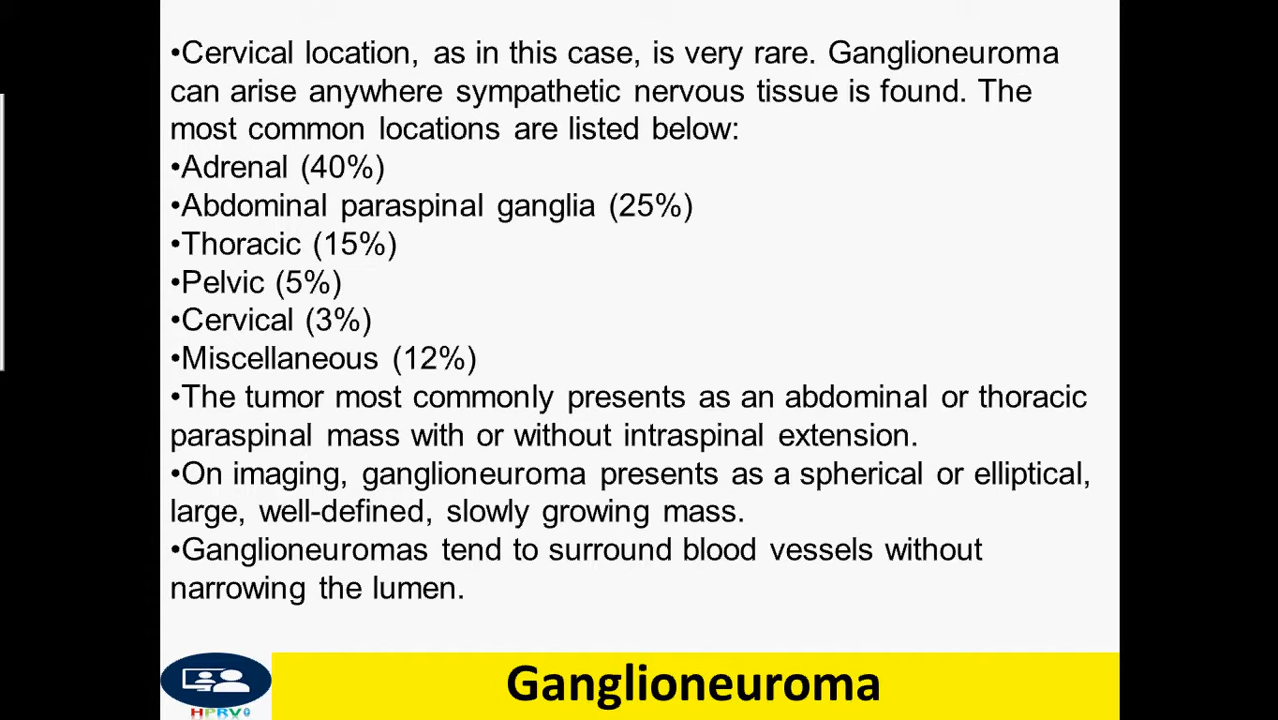 •Cervical location, as in this case, is very rare. Ganglioneuroma
can arise anywhere sympathetic nervous tissue is found. The
most common locations are listed below:
•Adrenal (40%)
•Abdominal paraspinal ganglia (25%)
•Thoracic (15%)
•Pelvic (5%)
•Cervical (3%)
•Miscellaneous (12%)
•The tumor most commonly presents as an abdominal or thoracic
paraspinal mass with or without intraspinal extension.
•On imaging, ganglioneuroma presents as a spherical or elliptical,
large, well-defined, slowly growing mass.
•Ganglioneuromas tend to surround blood vessels without
narrowing the lumen.
Ganglioneuroma